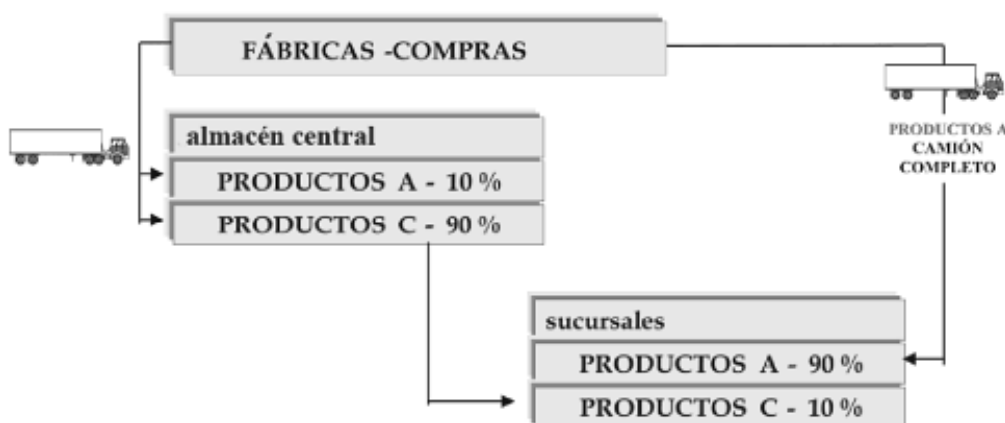 FÁBRICAS -COMPRAS
almacén central
PRODUCTOS A - 10 %
PRODUCTOS C - 90 %
PRODUCTOS A
CAMIÓN
COMPLETO
sucursales
PRODUCTOS A - 90 %
PRODUCTOS C - 10 %